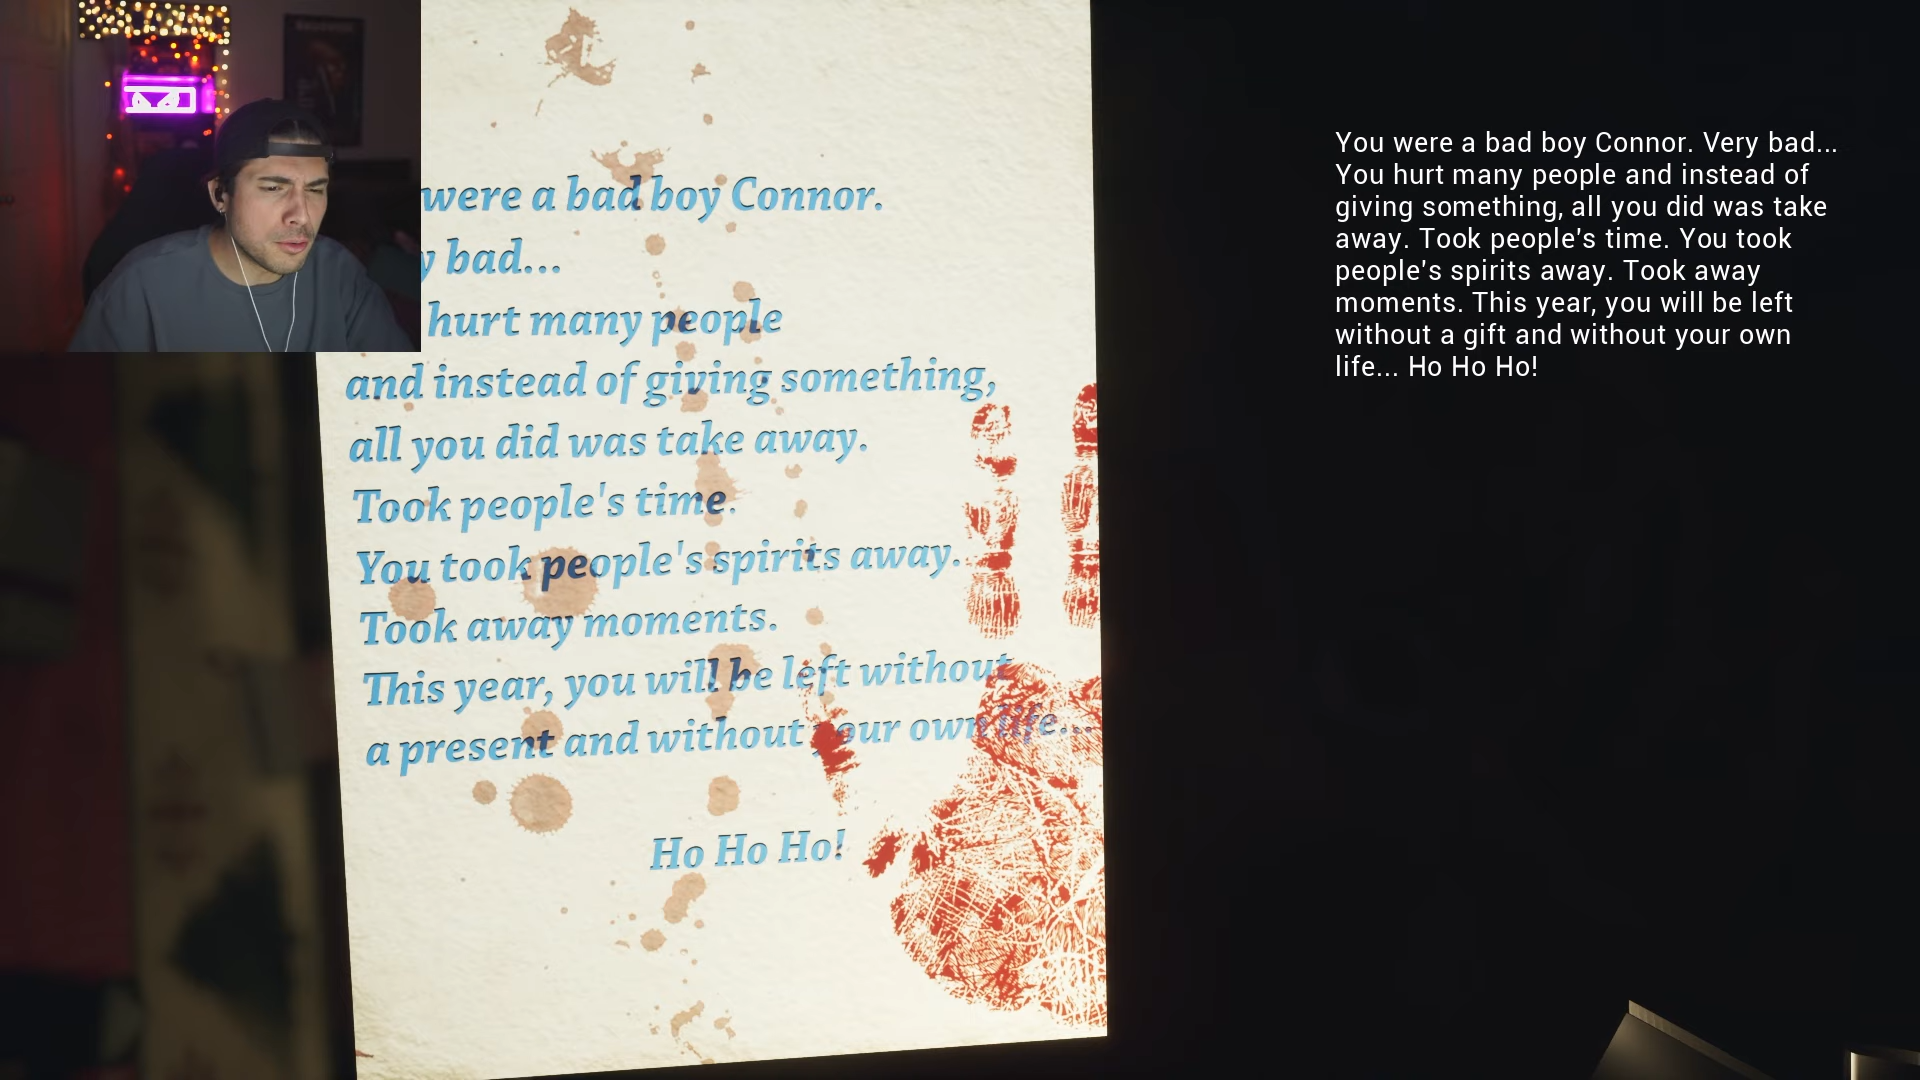 were a bad boy Connor.
y bad...
hurt many people
and instead of giving something,
all you did was take away.
Took people's time.
You took people's spirits away.
Took away moments.
This year, you will be left without
a present and without your own life...
Ho Ho Ho!
You were a bad boy Connor. Very bad...
You hurt many people and instead of
giving something, all you did was take
away. Took people's time. You took
people's spirits away. Took away
moments. This year, you will be left
without a gift and without your own
life... Ho Ho Ho!